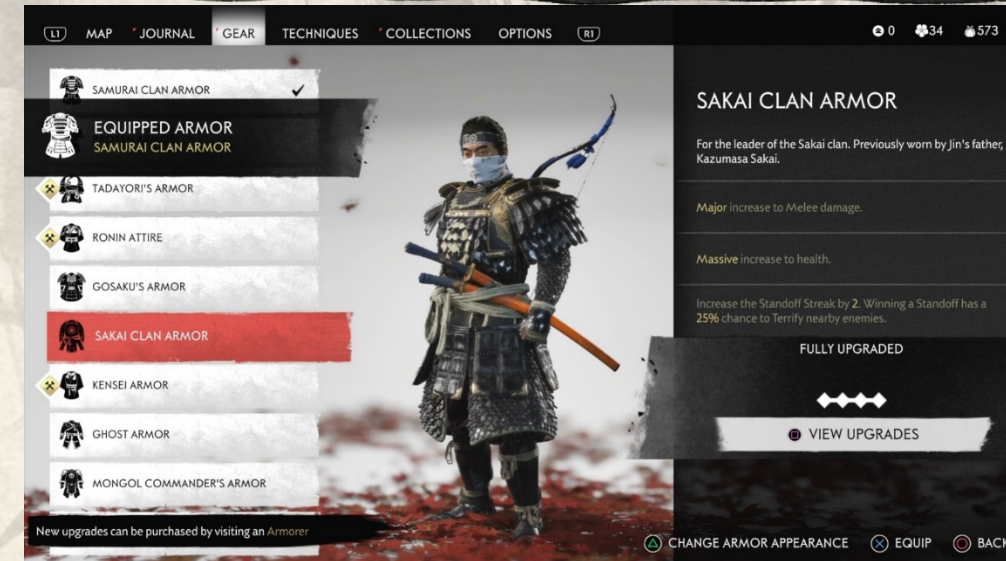 L1 MAP JOURNAL GEAR TECHNIQUES COLLECTIONS OPTIONS R1
0 34 573
SAMURAI CLAN ARMOR
EQUIPPED ARMOR
SAMURAI CLAN ARMOR
TADAYORI'S ARMOR
RONIN ATTIRE
GOSAKU'S ARMOR
SAKAI CLAN ARMOR
KENSEI ARMOR
GHOST ARMOR
MONGOL COMMANDER'S ARMOR
New upgrades can be purchased by visiting an Armorer
SAKAI CLAN ARMOR
For the leader of the Sakai clan. Previously worn by Jin's father,
Kazumasa Sakai.
Major increase to Melee damage.
Massive increase to health.
Increase the Standoff Streak by 2. Winning a Standoff has a
25% chance to Terrify nearby enemies.
FULLY UPGRADED
VIEW UPGRADES
CHANGE ARMOR APPEARANCE EQUIP BACK